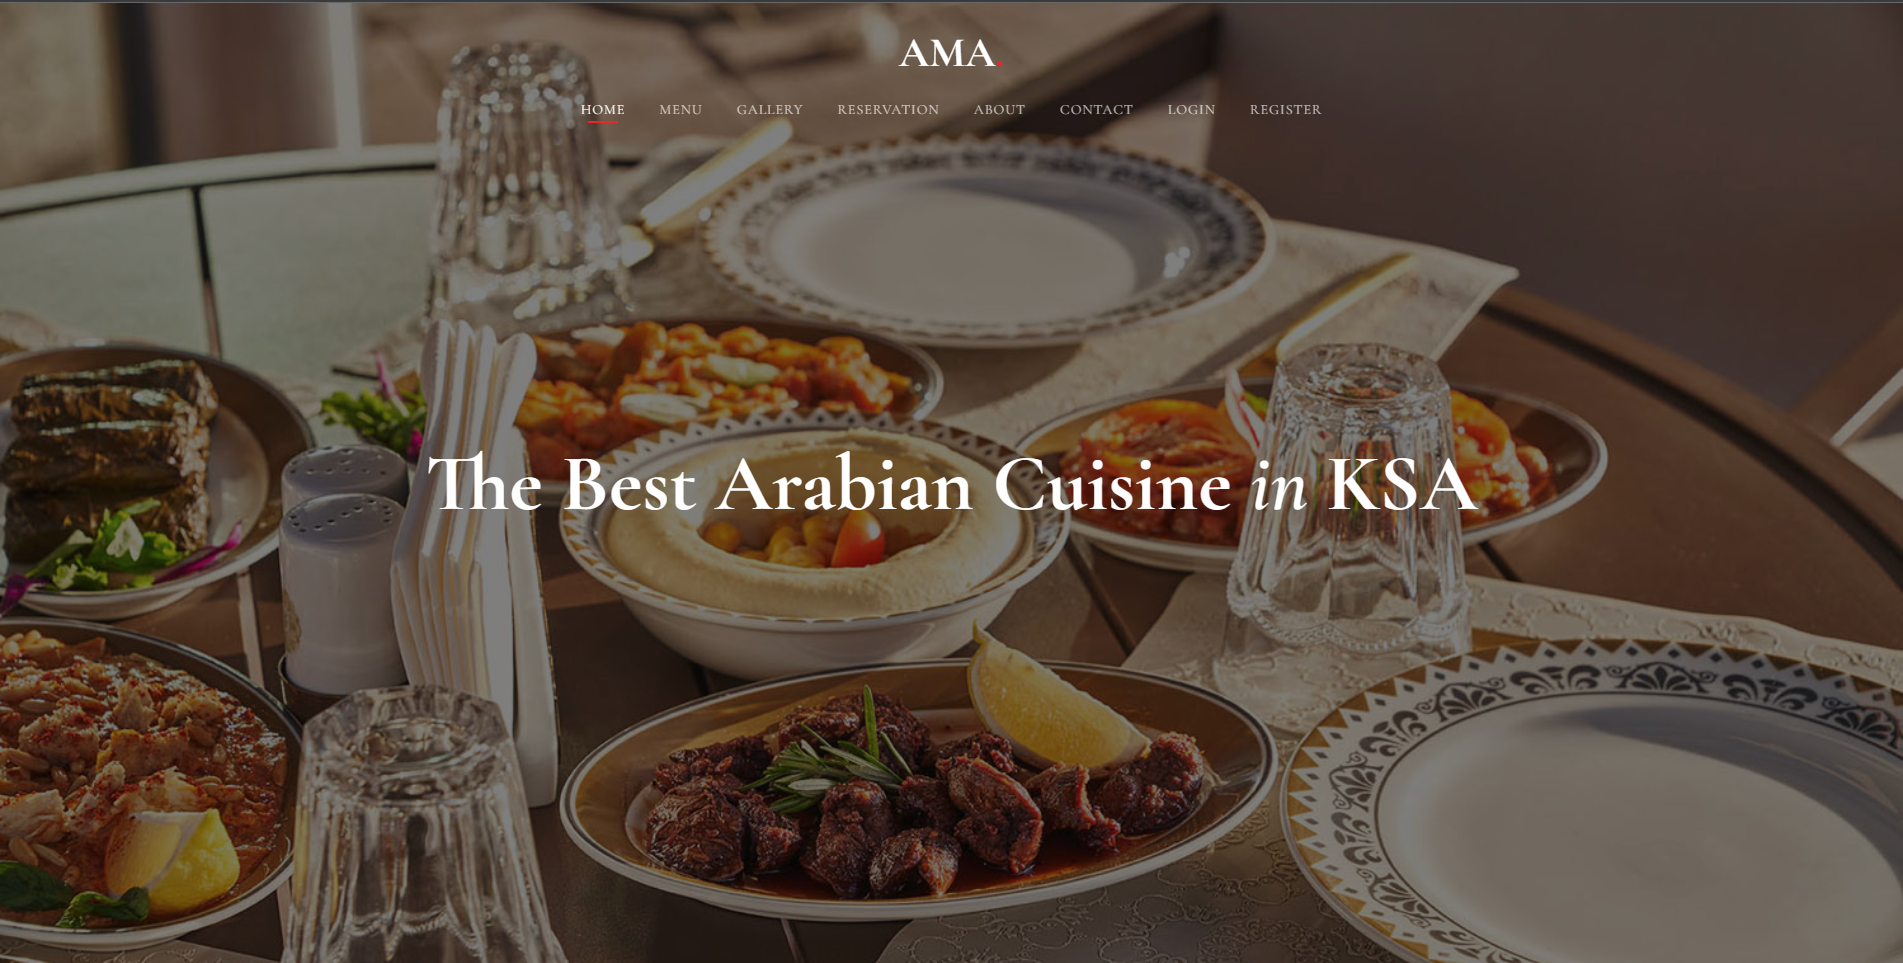 AMA.
HOME MENU GALLERY RESERVATION ABOUT CONTACT LOGIN REGISTER
The Best Arabian Cuisine in KSA